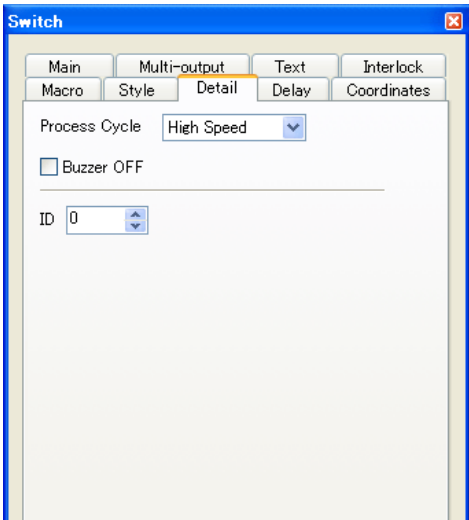 Switch
Main Multi-output Text Interlock
Macro Style Detail Delay Coordinates
Process Cycle High Speed
Buzzer OFF
ID 0